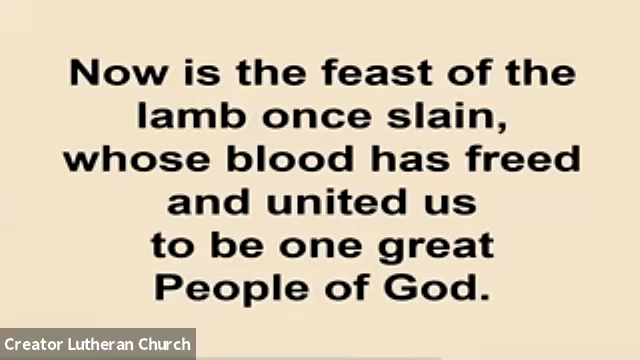 Now is the feast of the
lamb once slain,
whose blood has freed
and united us
to be one great
People of God.
Creator Lutheran Church